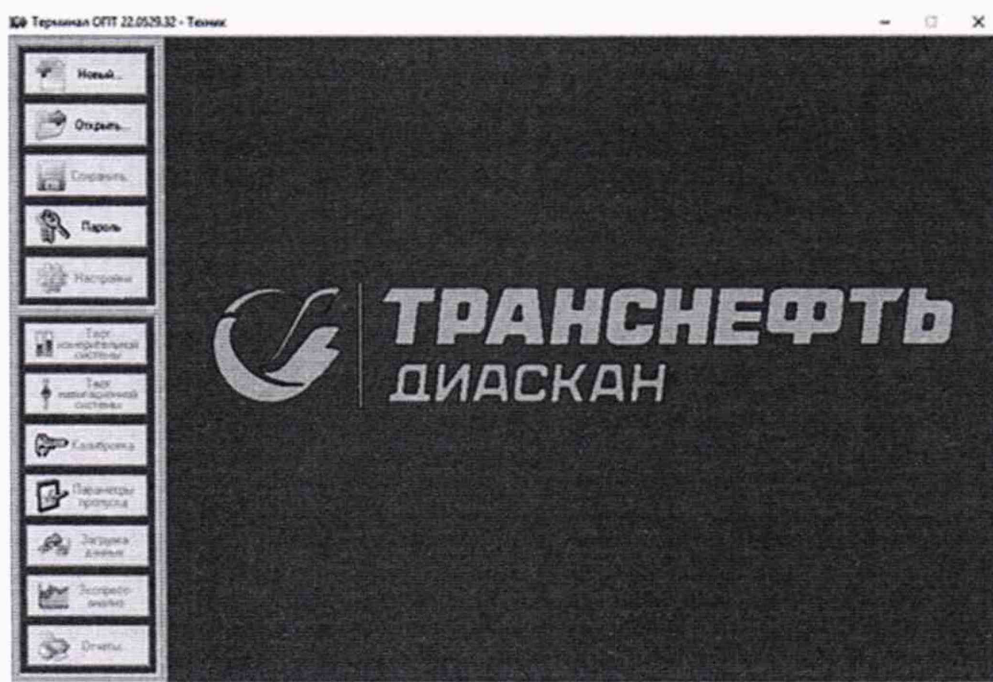 Терминал ОПТ 22.0529.32 - Техник
Новый...
Открыть...
Сохранить...
Пароль
Настройки
Тест
измерительной
системы
Тест
навигационной
системы
Калибровка
Параметры
пропуска
Загрузка
данных
Экспресс-
анализ
Отчеты...
ТРАНСНЕФТЬ
ДИАСКАН